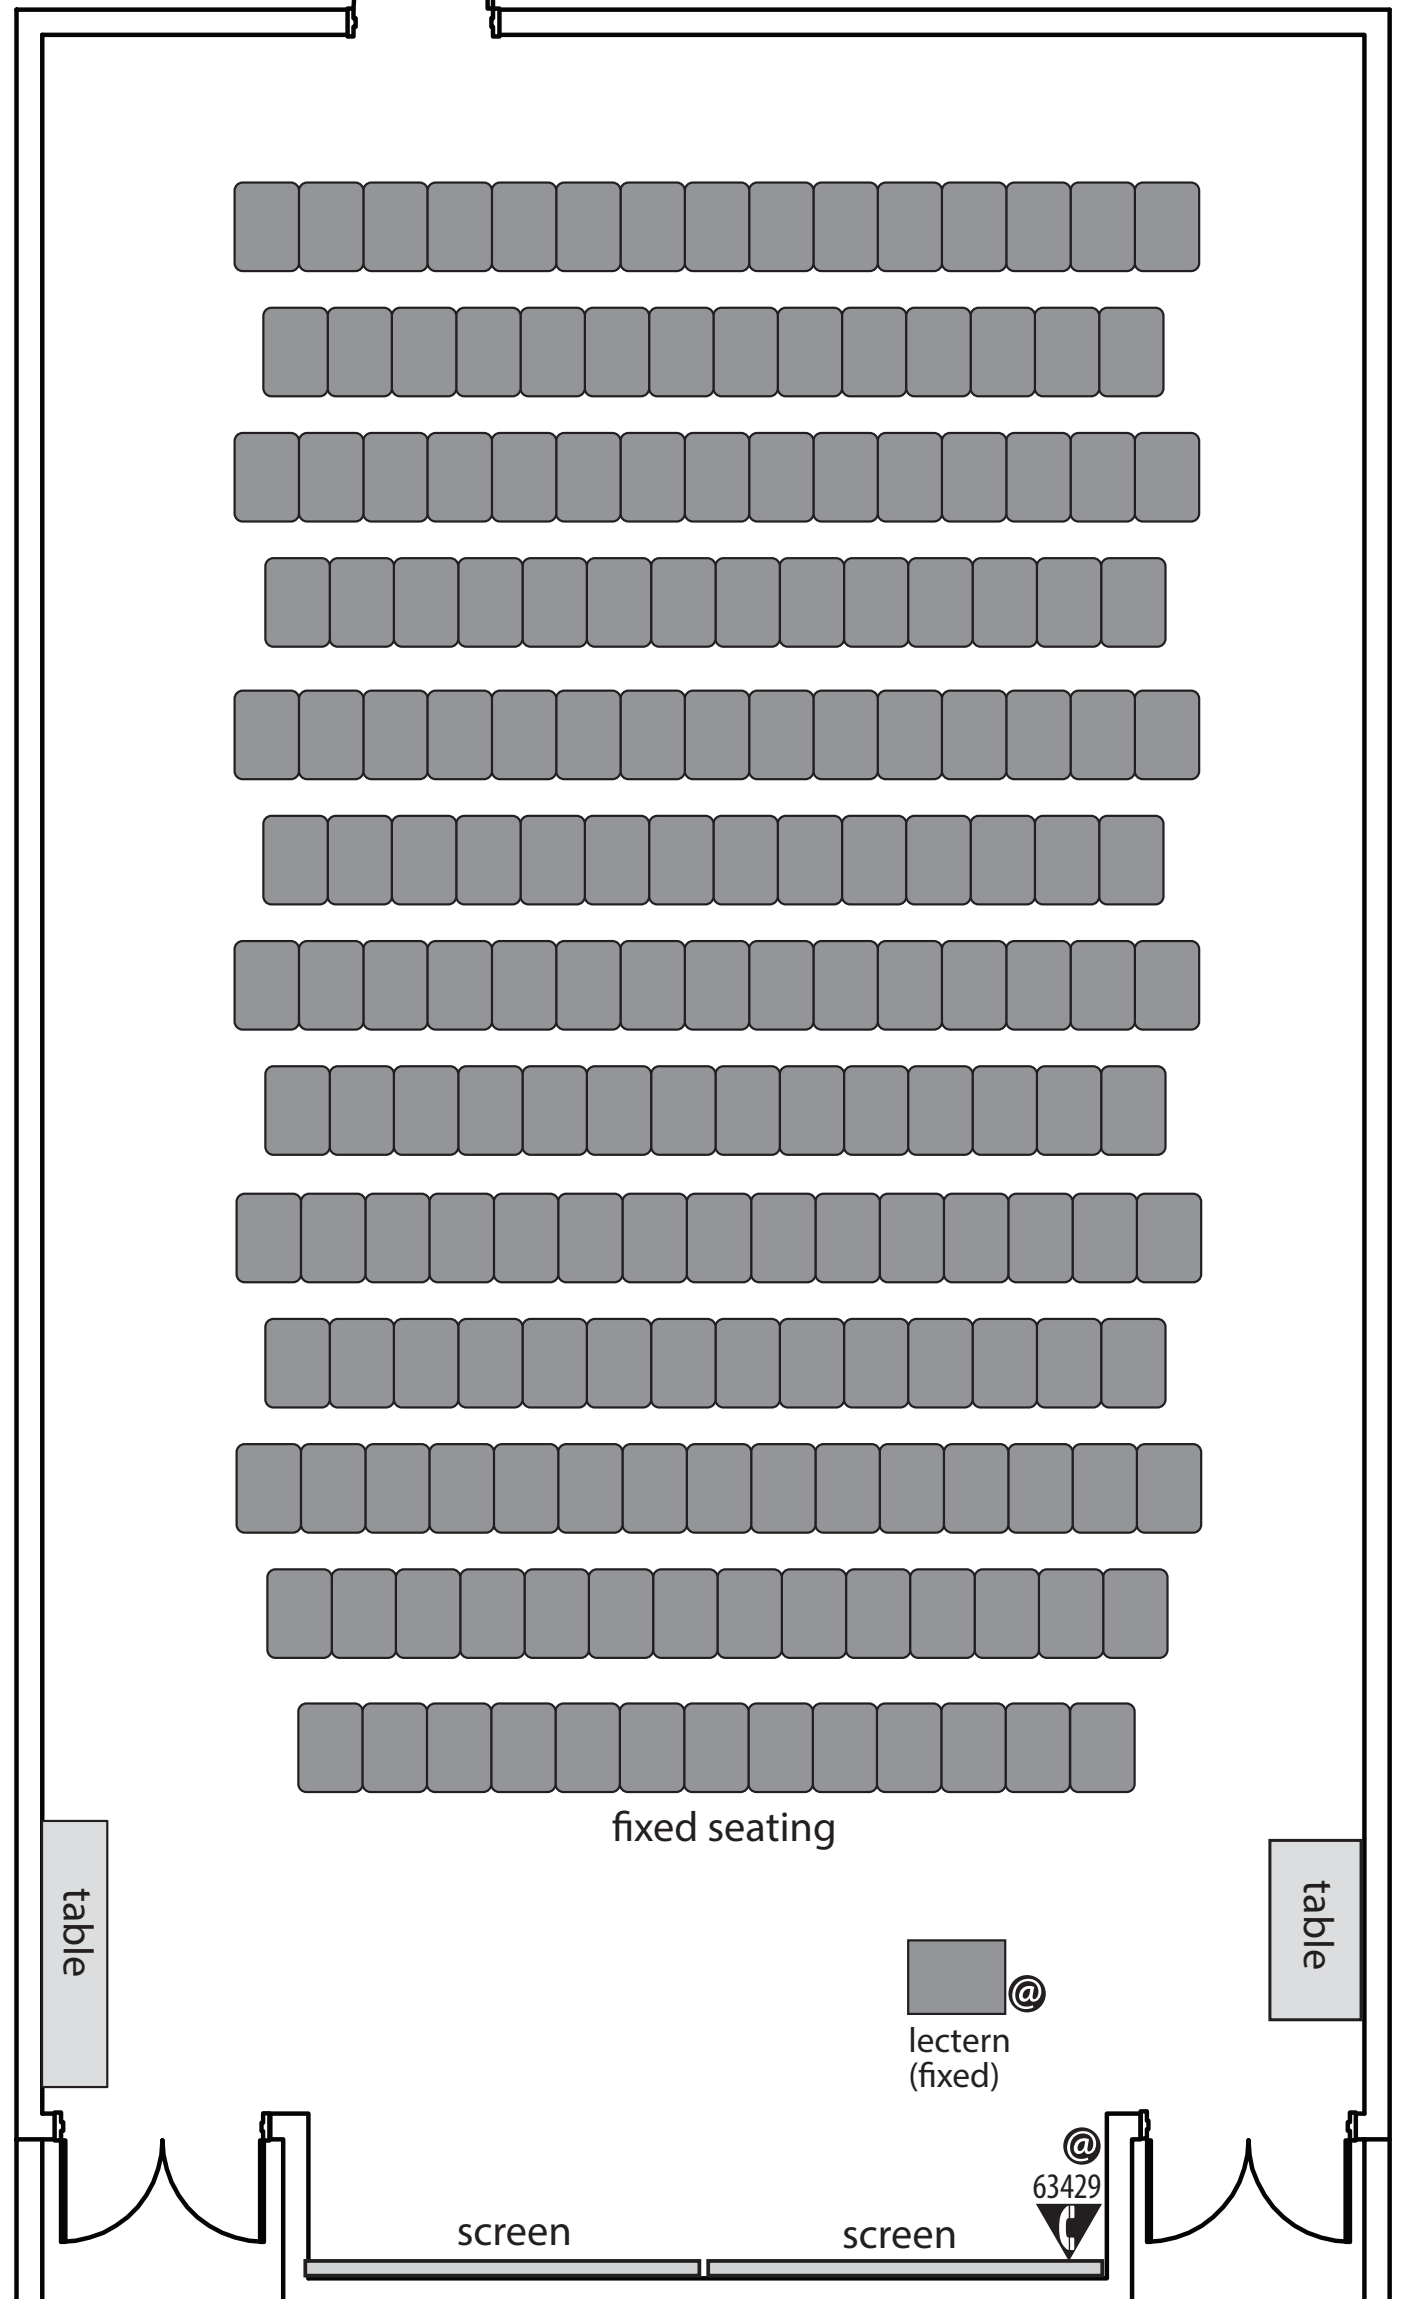 fixed seating
table
table
@
lectern
(fixed)
@
63429
screen
screen